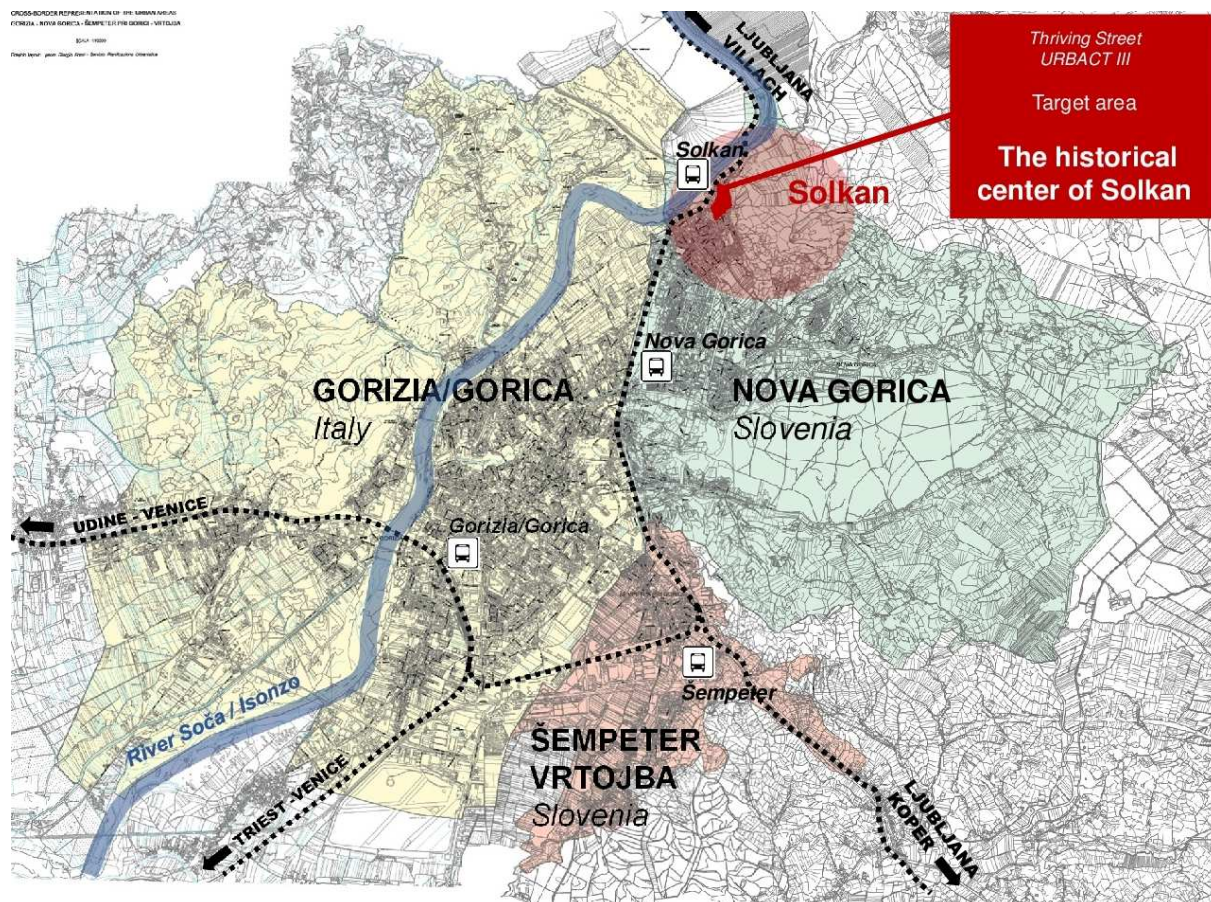 CROSS-BORDER REPRESENTATION OF THE URBAN AREAS
GORIZIA - NOVA GORICA - ŠEMPETER PRI GORICI - VRTOJBA
Thriving Street
URBACT III
Target area
The historical
center of Solkan
LJUBLJANA
VILLACH
Solkan
Solkan
Nova Gorica
GORIZIA/GORICA
Italy
NOVA GORICA
Slovenia
UDINE - VENICE
Gorizia/Gorica
River Soča / Isonzo
Šempeter
ŠEMPETER
VRTOJBA
Slovenia
TRIEST -VENICE
LJUBLJANA
KOPER